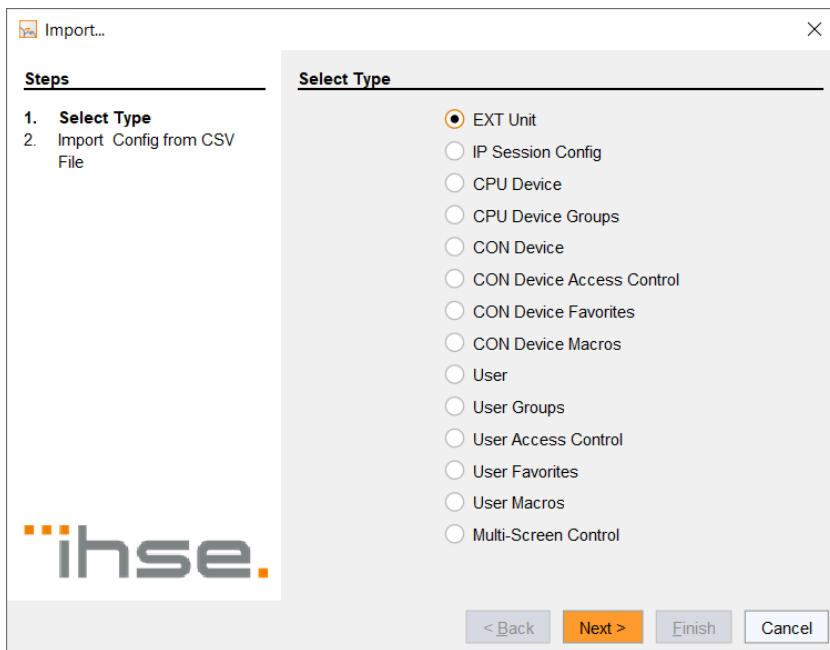 Import...
Steps
1. Select Type
2. Import Config from CSV
File
Select Type
EXT Unit
IP Session Config
CPU Device
CPU Device Groups
CON Device
CON Device Access Control
CON Device Favorites
CON Device Macros
User
User Groups
User Access Control
User Favorites
User Macros
Multi-Screen Control
ihse.
< Back Next > Finish Cancel